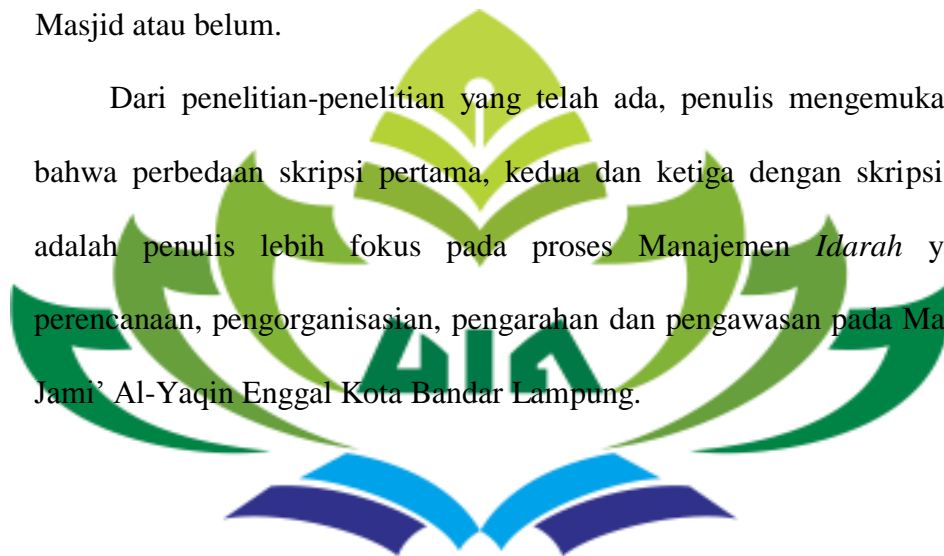 Masjid atau belum.
Dari penelitian-penelitian yang telah ada, penulis mengemuka
bahwa perbedaan skripsi pertama, kedua dan ketiga dengan skripsi
adalah penulis lebih fokus pada proses Manajemen Idarah y
perencanaan, pengorganisasian, pengarahan dan pengawasan pada Ma
UIN
Jami’ Al-Yaqin Enggal Kota Bandar Lampung.